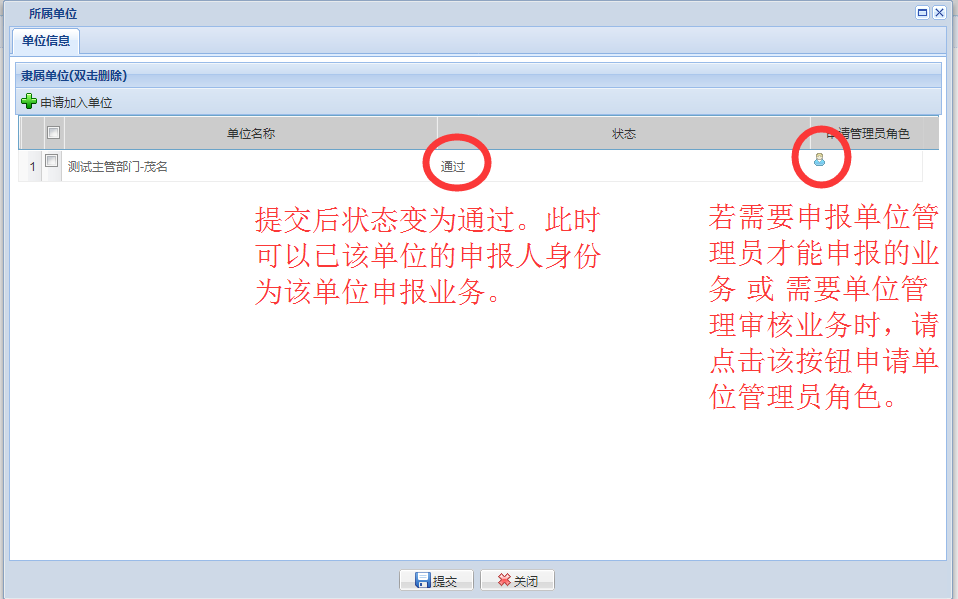 所属单位
单位信息
隶属单位(双击删除)
申请加入单位
单位名称 状态 申请管理员角色
1 测试主管部门-茂名 通过
提交后状态变为通过。此时
可以已该单位的申报人身份
为该单位申报业务。
若需要申报单位管
理员才能申报的业
务 或 需要单位管
理审核业务时，请
点击该按钮申请单
位管理员角色。
提交 关闭